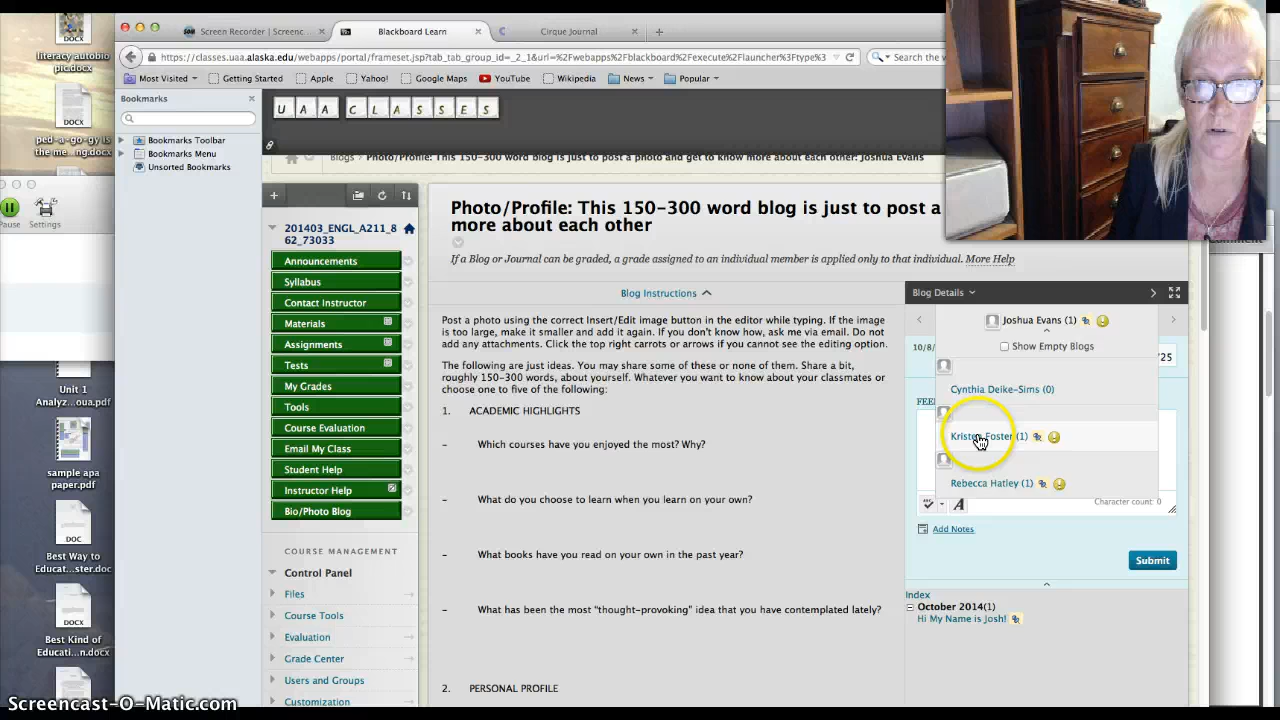 literacy autobio
pic.docx
DOCX
ped-a-go-gy is
the me...ng.docx
Pause
Settings
Unit 1
Analyz...oua.pdf
sample apa
paper.pdf
DOC
Best Way to
Educat...ster.doc
DOCX
Best Kind of
Educati...n.docx
Screen Recorder | Screenc...
Blackboard Learn
Cirque Journal
https://classes.uaa.alaska.edu/webapps/portal/frameset.jsp?tab_tab_group_id=_2_1&url=%2Fwebapps%2Fblackboard%2Fexecute%2Flauncher%3Ftype%3
Search the w
Most Visited
Getting Started
Apple
Yahoo!
Google Maps
YouTube
Wikipedia
News
Popular
Bookmarks
Bookmarks Toolbar
Bookmarks Menu
Unsorted Bookmarks
UAA CLASSES
Blogs
Photo/Profile: This 150-300 word blog is just to post a photo and get to know more about each other: Joshua Evans
201403_ENGL_A211_8
62_73033
Announcements
Syllabus
Contact Instructor
Materials
Assignments
Tests
My Grades
Tools
Course Evaluation
Email My Class
Student Help
Instructor Help
Bio/Photo Blog
COURSE MANAGEMENT
Control Panel
Files
Course Tools
Evaluation
Grade Center
Users and Groups
Customization
Photo/Profile: This 150-300 word blog is just to post a
more about each other
If a Blog or Journal can be graded, a grade assigned to an individual member is applied only to that individual. More Help
Blog Instructions
Post a photo using the correct Insert/Edit image button in the editor while typing. If the image
is too large, make it smaller and add it again. If you don't know how, ask me via email. Do not
add any attachments. Click the top right carrots or arrows if you cannot see the editing option.
The following are just ideas. You may share some of these or none of them. Share a bit,
roughly 150-300 words, about yourself. Whatever you want to know about your classmates or
choose one to five of the following:
1. ACADEMIC HIGHLIGHTS
- Which courses have you enjoyed the most? Why?
- What do you choose to learn when you learn on your own?
- What books have you read on your own in the past year?
- What has been the most "thought-provoking" idea that you have contemplated lately?
2. PERSONAL PROFILE
Blog Details
Joshua Evans (1)
Show Empty Blogs
10/8/
25
Cynthia Deike-Sims (0)
FEE
Kristen Foster (1)
Rebecca Hatley (1)
Character count: 0
Add Notes
Submit
Index
October 2014(1)
Hi My Name is Josh!
Screencast-O-Matic.com